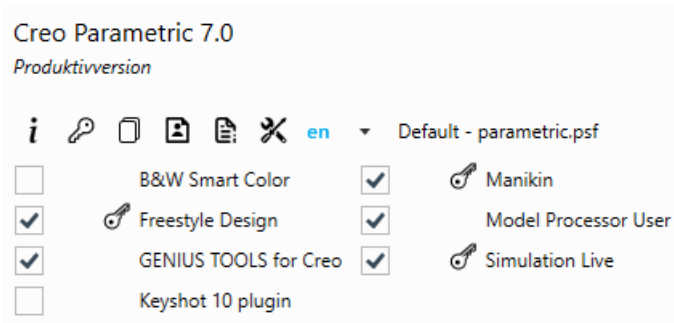 Creo Parametric 7.0
Produktivversion
i en Default - parametric.psf
B&W Smart Color Manikin
Freestyle Design Model Processor User
GENIUS TOOLS for Creo Simulation Live
Keyshot 10 plugin